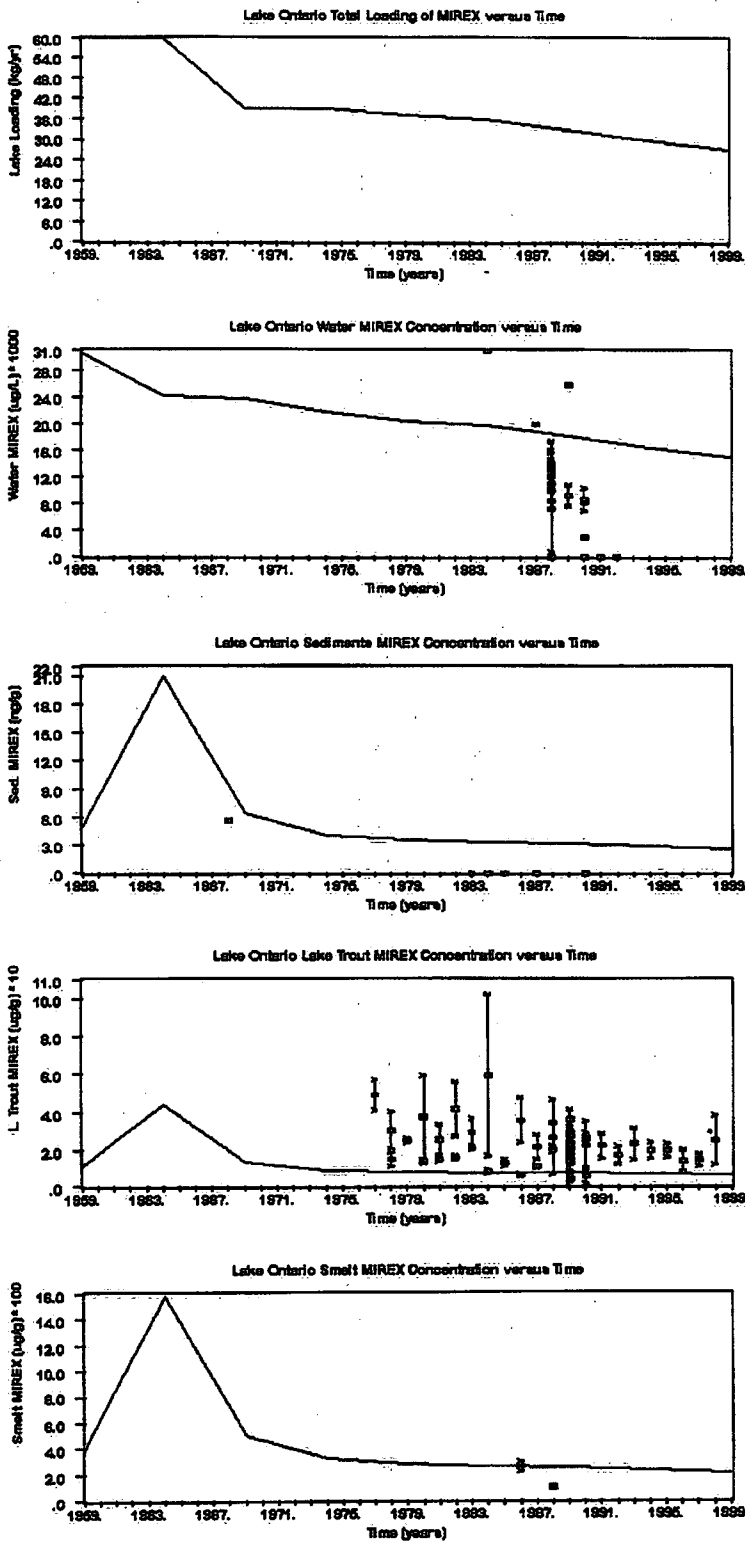 Lake Ontario Total Loading of MIREX versus Time
Lake Loading (kg/yr)
60.0
54.0
48.0
42.0
36.0
30.0
24.0
18.0
12.0
6.0
.0
1959. 1963. 1967. 1971. 1975. 1979. 1983. 1987. 1991. 1995. 1999.
Time (years)
Lake Ontario Water MIREX Concentration versus Time
Water MIREX (ug/L) * 1000
31.0
28.0
24.0
20.0
16.0
12.0
8.0
4.0
.0
1959. 1963. 1967. 1971. 1975. 1979. 1983. 1987. 1991. 1995. 1999.
Time (years)
Lake Ontario Sediments MIREX Concentration versus Time
Sed. MIREX (ng/g)
22.0
21.0
18.0
15.0
12.0
9.0
6.0
3.0
.0
1959. 1963. 1967. 1971. 1975. 1979. 1983. 1987. 1991. 1995. 1999.
Time (years)
Lake Ontario Lake Trout MIREX Concentration versus Time
L. Trout MIREX (ug/g) * 10
11.0
10.0
8.0
6.0
4.0
2.0
.0
1959. 1963. 1967. 1971. 1975. 1979. 1983. 1987. 1991. 1995. 1999.
Time (years)
Lake Ontario Smelt MIREX Concentration versus Time
Smelt MIREX (ug/g) * 100
16.0
14.0
12.0
10.0
8.0
6.0
4.0
2.0
.0
1959. 1963. 1967. 1971. 1975. 1979. 1983. 1987. 1991. 1995. 1999.
Time (years)